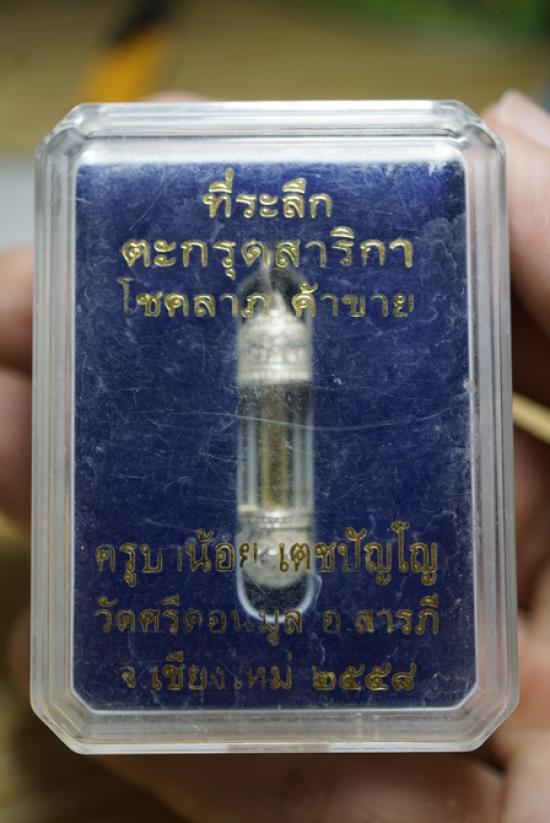 ที่ระลึก
ตะกรุดสาริกา
โชคลาภ ค้าขาย
ครูบาน้อย เตชปัญโญ
วัดศรีดอนมูล อ.สารภี
จ.เชียงใหม่ ๒๕๕๘